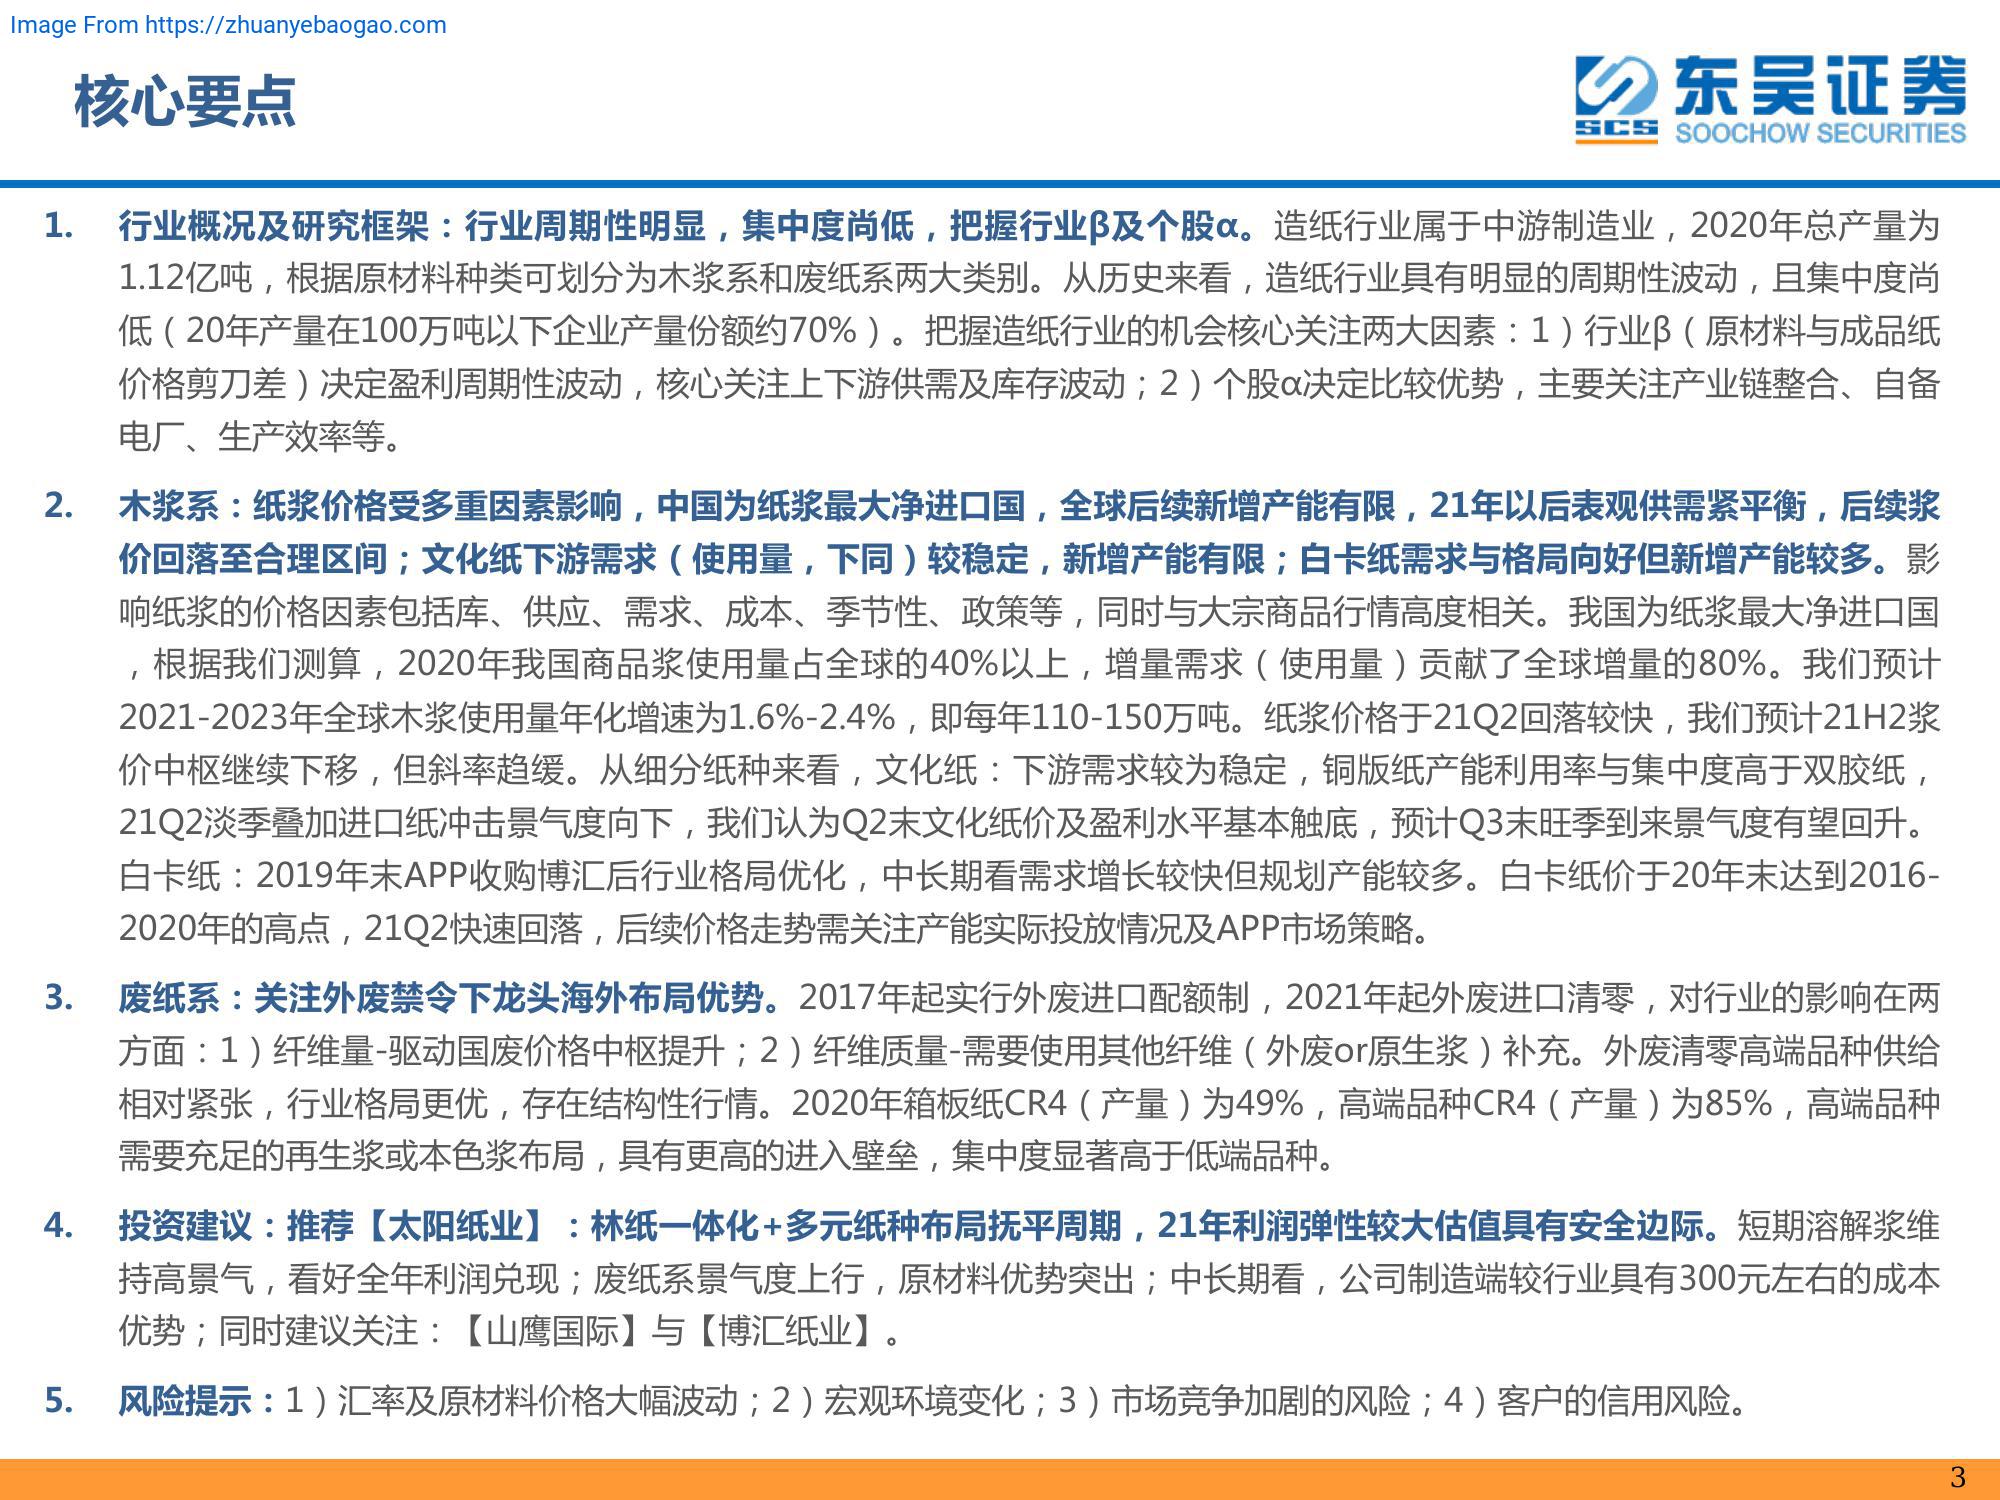 Image From https://zhuanyebaogao.com
核心要点
东吴证券
SCS
SOOCHOW SECURITIES
1. 行业概况及研究框架：行业周期性明显，集中度尚低，把握行业β及个股α。造纸行业属于中游制造业，2020年总产量为
1.12亿吨，根据原材料种类可划分为木浆系和废纸系两大类别。从历史来看，造纸行业具有明显的周期性波动，且集中度尚
低（20年产量在100万吨以下企业产量份额约70%）。把握造纸行业的机会核心关注两大因素：1）行业β（原材料与成品纸
价格剪刀差）决定盈利周期性波动，核心关注上下游供需及库存波动；2）个股α决定比较优势，主要关注产业链整合、自备
电厂、生产效率等。
2. 木浆系：纸浆价格受多重因素影响，中国为纸浆最大净进口国，全球后续新增产能有限，21年以后表观供需紧平衡，后续浆
价回落至合理区间；文化纸下游需求（使用量，下同）较稳定，新增产能有限；白卡纸需求与格局向好但新增产能较多。影
响纸浆的价格因素包括库、供应、需求、成本、季节性、政策等，同时与大宗商品行情高度相关。我国为纸浆最大净进口国
，根据我们测算，2020年我国商品浆使用量占全球的40%以上，增量需求（使用量）贡献了全球增量的80%。我们预计
2021-2023年全球木浆使用量年化增速为1.6%-2.4%，即每年110-150万吨。纸浆价格于21Q2回落较快，我们预计21H2浆
价中枢继续下移，但斜率趋缓。从细分纸种来看，文化纸：下游需求较为稳定，铜版纸产能利用率与集中度高于双胶纸，
21Q2淡季叠加进口纸冲击景气度向下，我们认为Q2末文化纸价及盈利水平基本触底，预计Q3末旺季到来景气度有望回升。
白卡纸：2019年末APP收购博汇后行业格局优化，中长期看需求增长较快但规划产能较多。白卡纸价于20年末达到2016-
2020年的高点，21Q2快速回落，后续价格走势需关注产能实际投放情况及APP市场策略。
3. 废纸系：关注外废禁令下龙头海外布局优势。2017年起实行外废进口配额制，2021年起外废进口清零，对行业的影响在两
方面：1）纤维量-驱动国废价格中枢提升；2）纤维质量-需要使用其他纤维（外废or原生浆）补充。外废清零高端品种供给
相对紧张，行业格局更优，存在结构性行情。2020年箱板纸CR4（产量）为49%，高端品种CR4（产量）为85%，高端品种
需要充足的再生浆或本色浆布局，具有更高的进入壁垒，集中度显著高于低端品种。
4. 投资建议：推荐【太阳纸业】：林纸一体化+多元纸种布局抚平周期，21年利润弹性较大估值具有安全边际。短期溶解浆维
持高景气，看好全年利润兑现；废纸系景气度上行，原材料优势突出；中长期看，公司制造端较行业具有300元左右的成本
优势；同时建议关注：【山鹰国际】与【博汇纸业】。
5. 风险提示：1）汇率及原材料价格大幅波动；2）宏观环境变化；3）市场竞争加剧的风险；4）客户的信用风险。
3